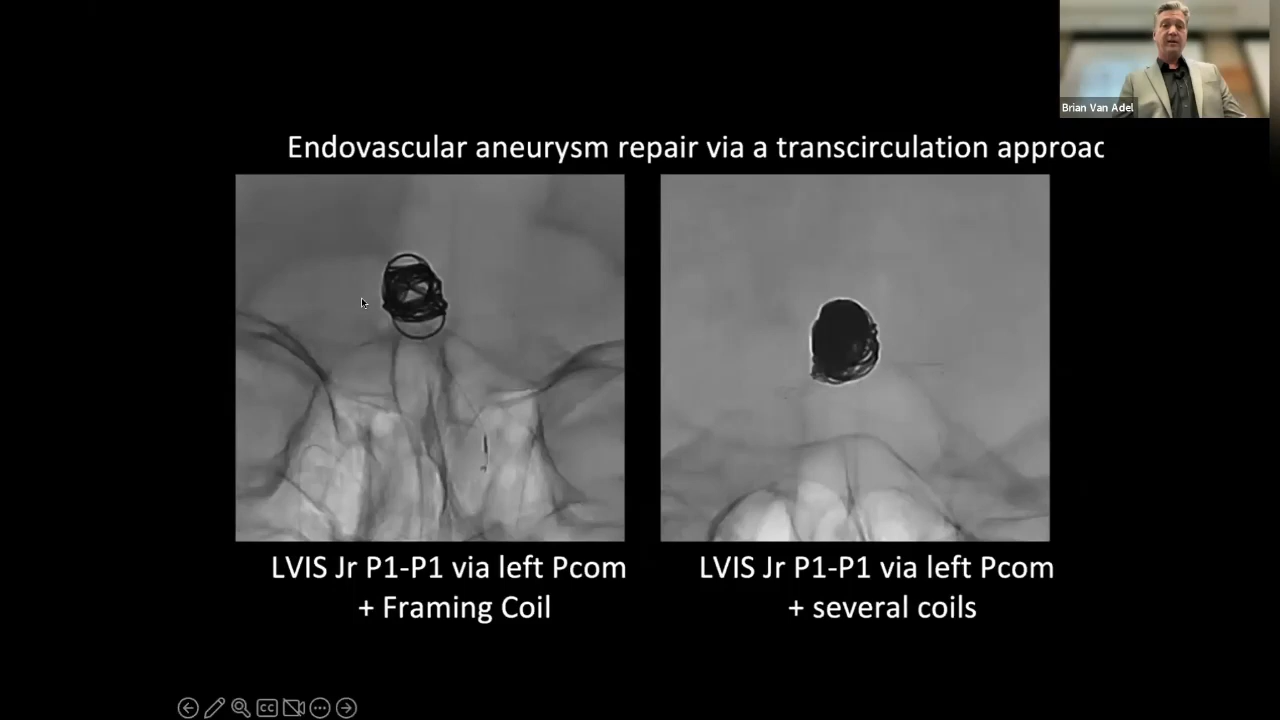 Brian Van Adel
Endovascular aneurysm repair via a transcirculation approac
LVIS Jr P1-P1 via left Pcom
+ Framing Coil
LVIS Jr P1-P1 via left Pcom
+ several coils
CC